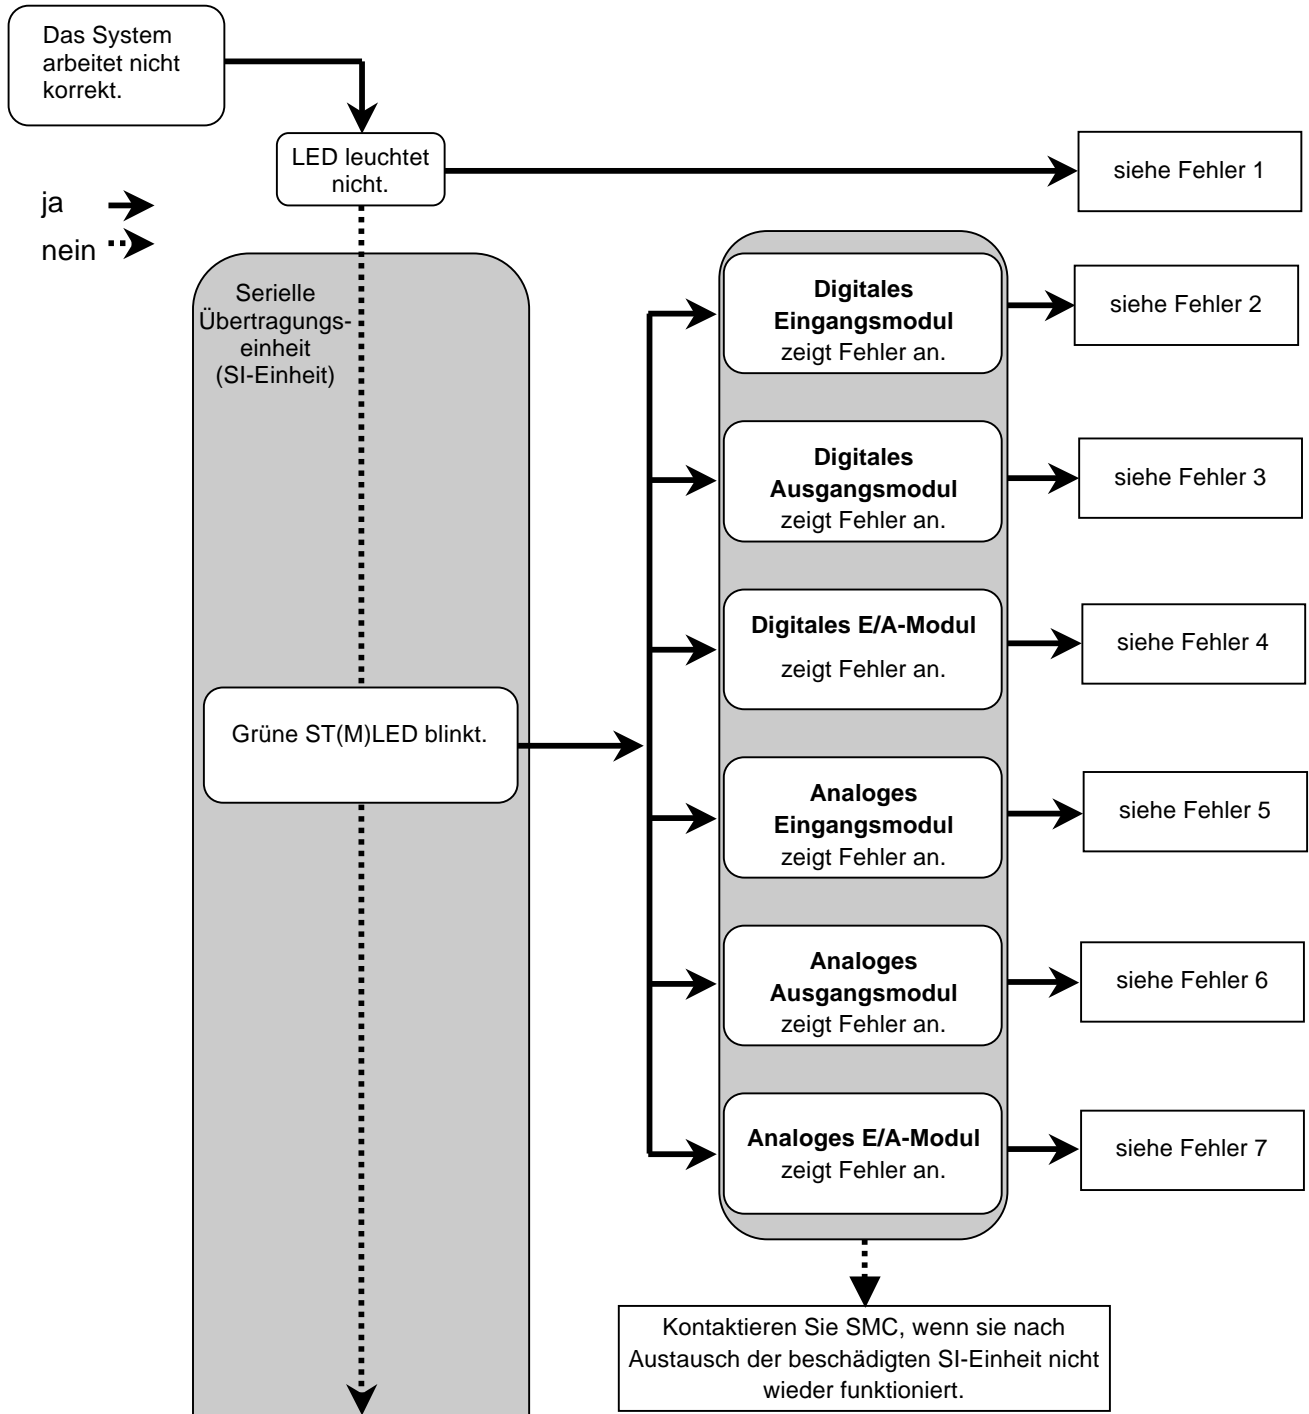 Das System
arbeitet nicht
korrekt.
LED leuchtet
nicht.
siehe Fehler 1
ja
nein
Serielle
Übertragungs-
einheit
(SI-Einheit)
Digitales
Eingangsmodul
zeigt Fehler an.
siehe Fehler 2
Digitales
Ausgangsmodul
zeigt Fehler an.
siehe Fehler 3
Digitales E/A-Modul
zeigt Fehler an.
siehe Fehler 4
Grüne ST(M)LED blinkt.
Analoges
Eingangsmodul
zeigt Fehler an.
siehe Fehler 5
Analoges
Ausgangsmodul
zeigt Fehler an.
siehe Fehler 6
Analoges E/A-Modul
zeigt Fehler an.
siehe Fehler 7
Kontaktieren Sie SMC, wenn sie nach
Austausch der beschädigten SI-Einheit nicht
wieder funktioniert.